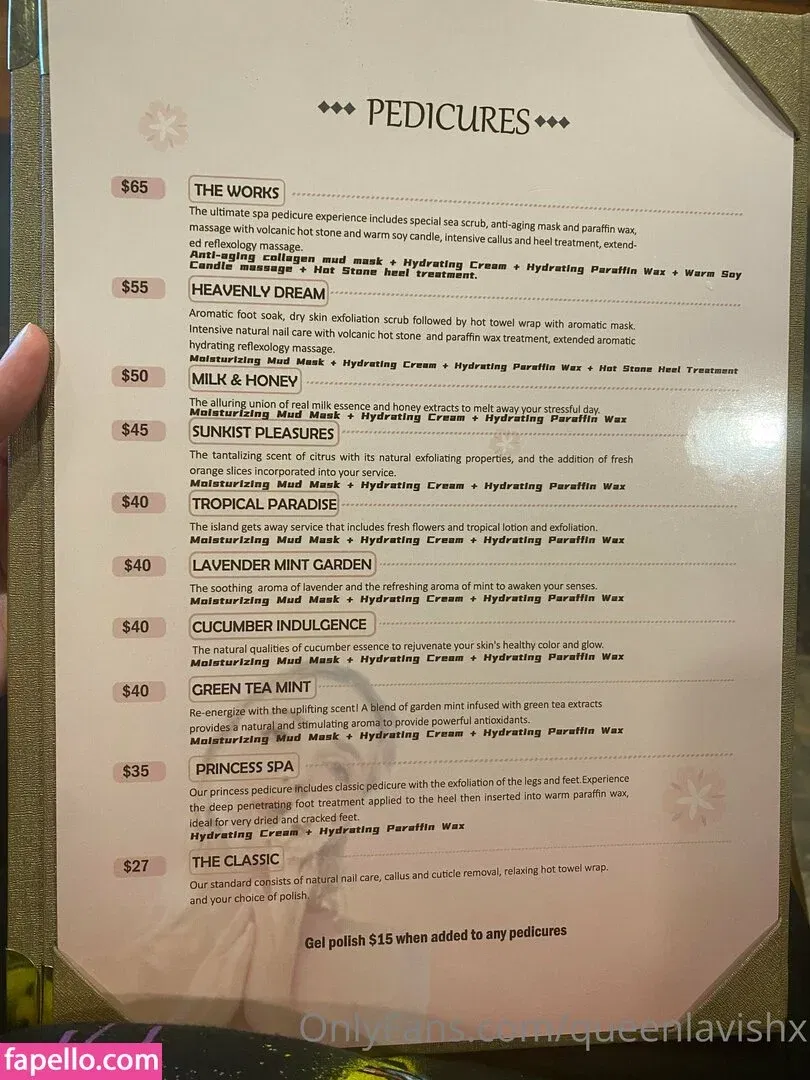 PEDICURES
$65 THE WORKS
The ultimate spa pedicure experience includes special sea scrub, anti-aging mask and paraffin wax,
massage with volcanic hot stone and warm soy candle, intensive callus and heel treatment, extend-
ed reflexology massage.
Anti-aging collagen mud mask + Hydrating Cream + Hydrating Paraffin Wax + Warm Soy
Candle massage + Hot Stone heel treatment.
$55 HEAVENLY DREAM
Aromatic foot soak, dry skin exfoliation scrub followed by hot towel wrap with aromatic mask.
Intensive natural nail care with volcanic hot stone and paraffin wax treatment, extended aromatic
hydrating reflexology massage.
Moisturizing Mud Mask + Hydrating Cream + Hydrating Paraffin Wax + Hot Stone Heel Treatment
$50 MILK & HONEY
The alluring union of real milk essence and honey extracts to melt away your stressful day.
Moisturizing Mud Mask + Hydrating Cream + Hydrating Paraffin Wax
$45 SUNKIST PLEASURES
The tantalizing scent of citrus with its natural exfoliating properties, and the addition of fresh
orange slices incorporated into your service.
Moisturizing Mud Mask + Hydrating Cream + Hydrating Paraffin Wax
$40 TROPICAL PARADISE
The island gets away service that includes fresh flowers and tropical lotion and exfoliation.
Moisturizing Mud Mask + Hydrating Cream + Hydrating Paraffin Wax
$40 LAVENDER MINT GARDEN
The soothing aroma of lavender and the refreshing aroma of mint to awaken your senses.
Moisturizing Mud Mask + Hydrating Cream + Hydrating Paraffin Wax
$40 CUCUMBER INDULGENCE
The natural qualities of cucumber essence to rejuvenate your skin's healthy color and glow.
Moisturizing Mud Mask + Hydrating Cream + Hydrating Paraffin Wax
$40 GREEN TEA MINT
Re-energize with the uplifting scent! A blend of garden mint infused with green tea extracts
provides a natural and stimulating aroma to provide powerful antioxidants.
Moisturizing Mud Mask + Hydrating Cream + Hydrating Paraffin Wax
$35 PRINCESS SPA
Our princess pedicure includes classic pedicure with the exfoliation of the legs and feet.Experience
the deep penetrating foot treatment applied to the heel then inserted into warm paraffin wax,
ideal for very dried and cracked feet.
Hydrating Cream + Hydrating Paraffin Wax
$27 THE CLASSIC
Our standard consists of natural nail care, callus and cuticle removal, relaxing hot towel wrap.
and your choice of polish.
Gel polish $15 when added to any pedicures
OnlyFans.com/queenlavishx
fapello.com